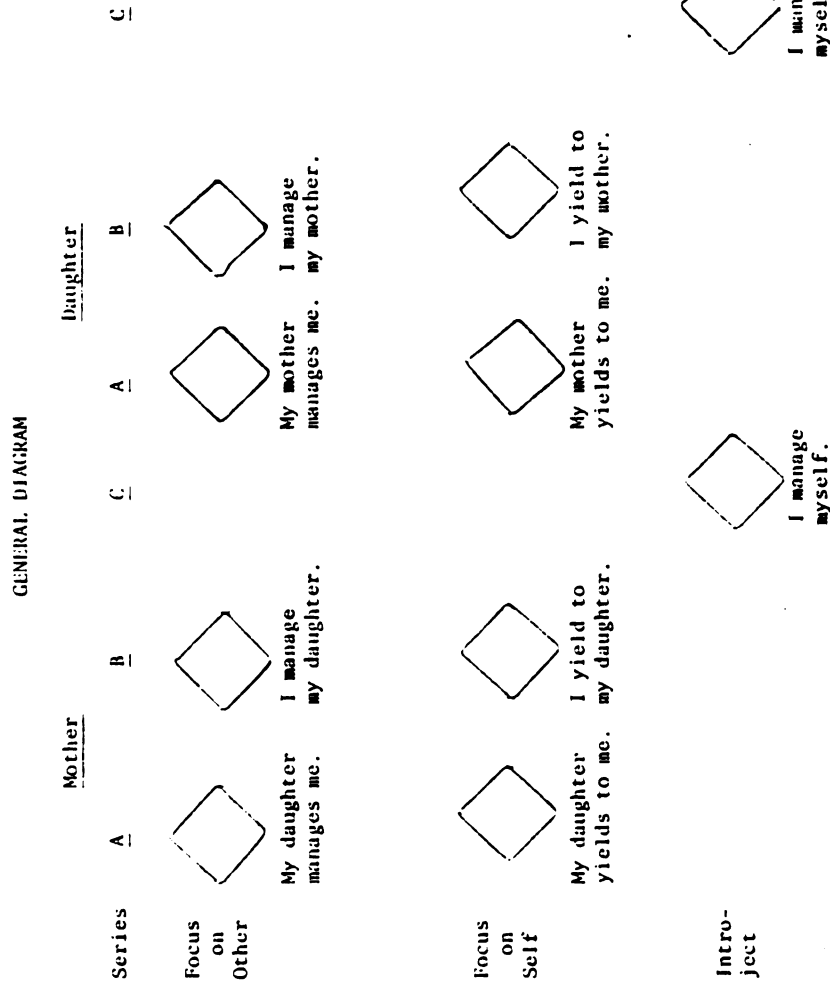 GENERAL DIAGRAM
Mother
Daughter
Series
A
B
C
A
B
C
Focus
on
Other
My daughter
manages me.
I manage
my daughter.
My mother
manages me.
I manage
my mother.
Focus
on
Self
My daughter
yields to me.
I yield to
my daughter.
My mother
yields to me.
I yield to
my mother.
Intro-
ject
I manage
myself.
I